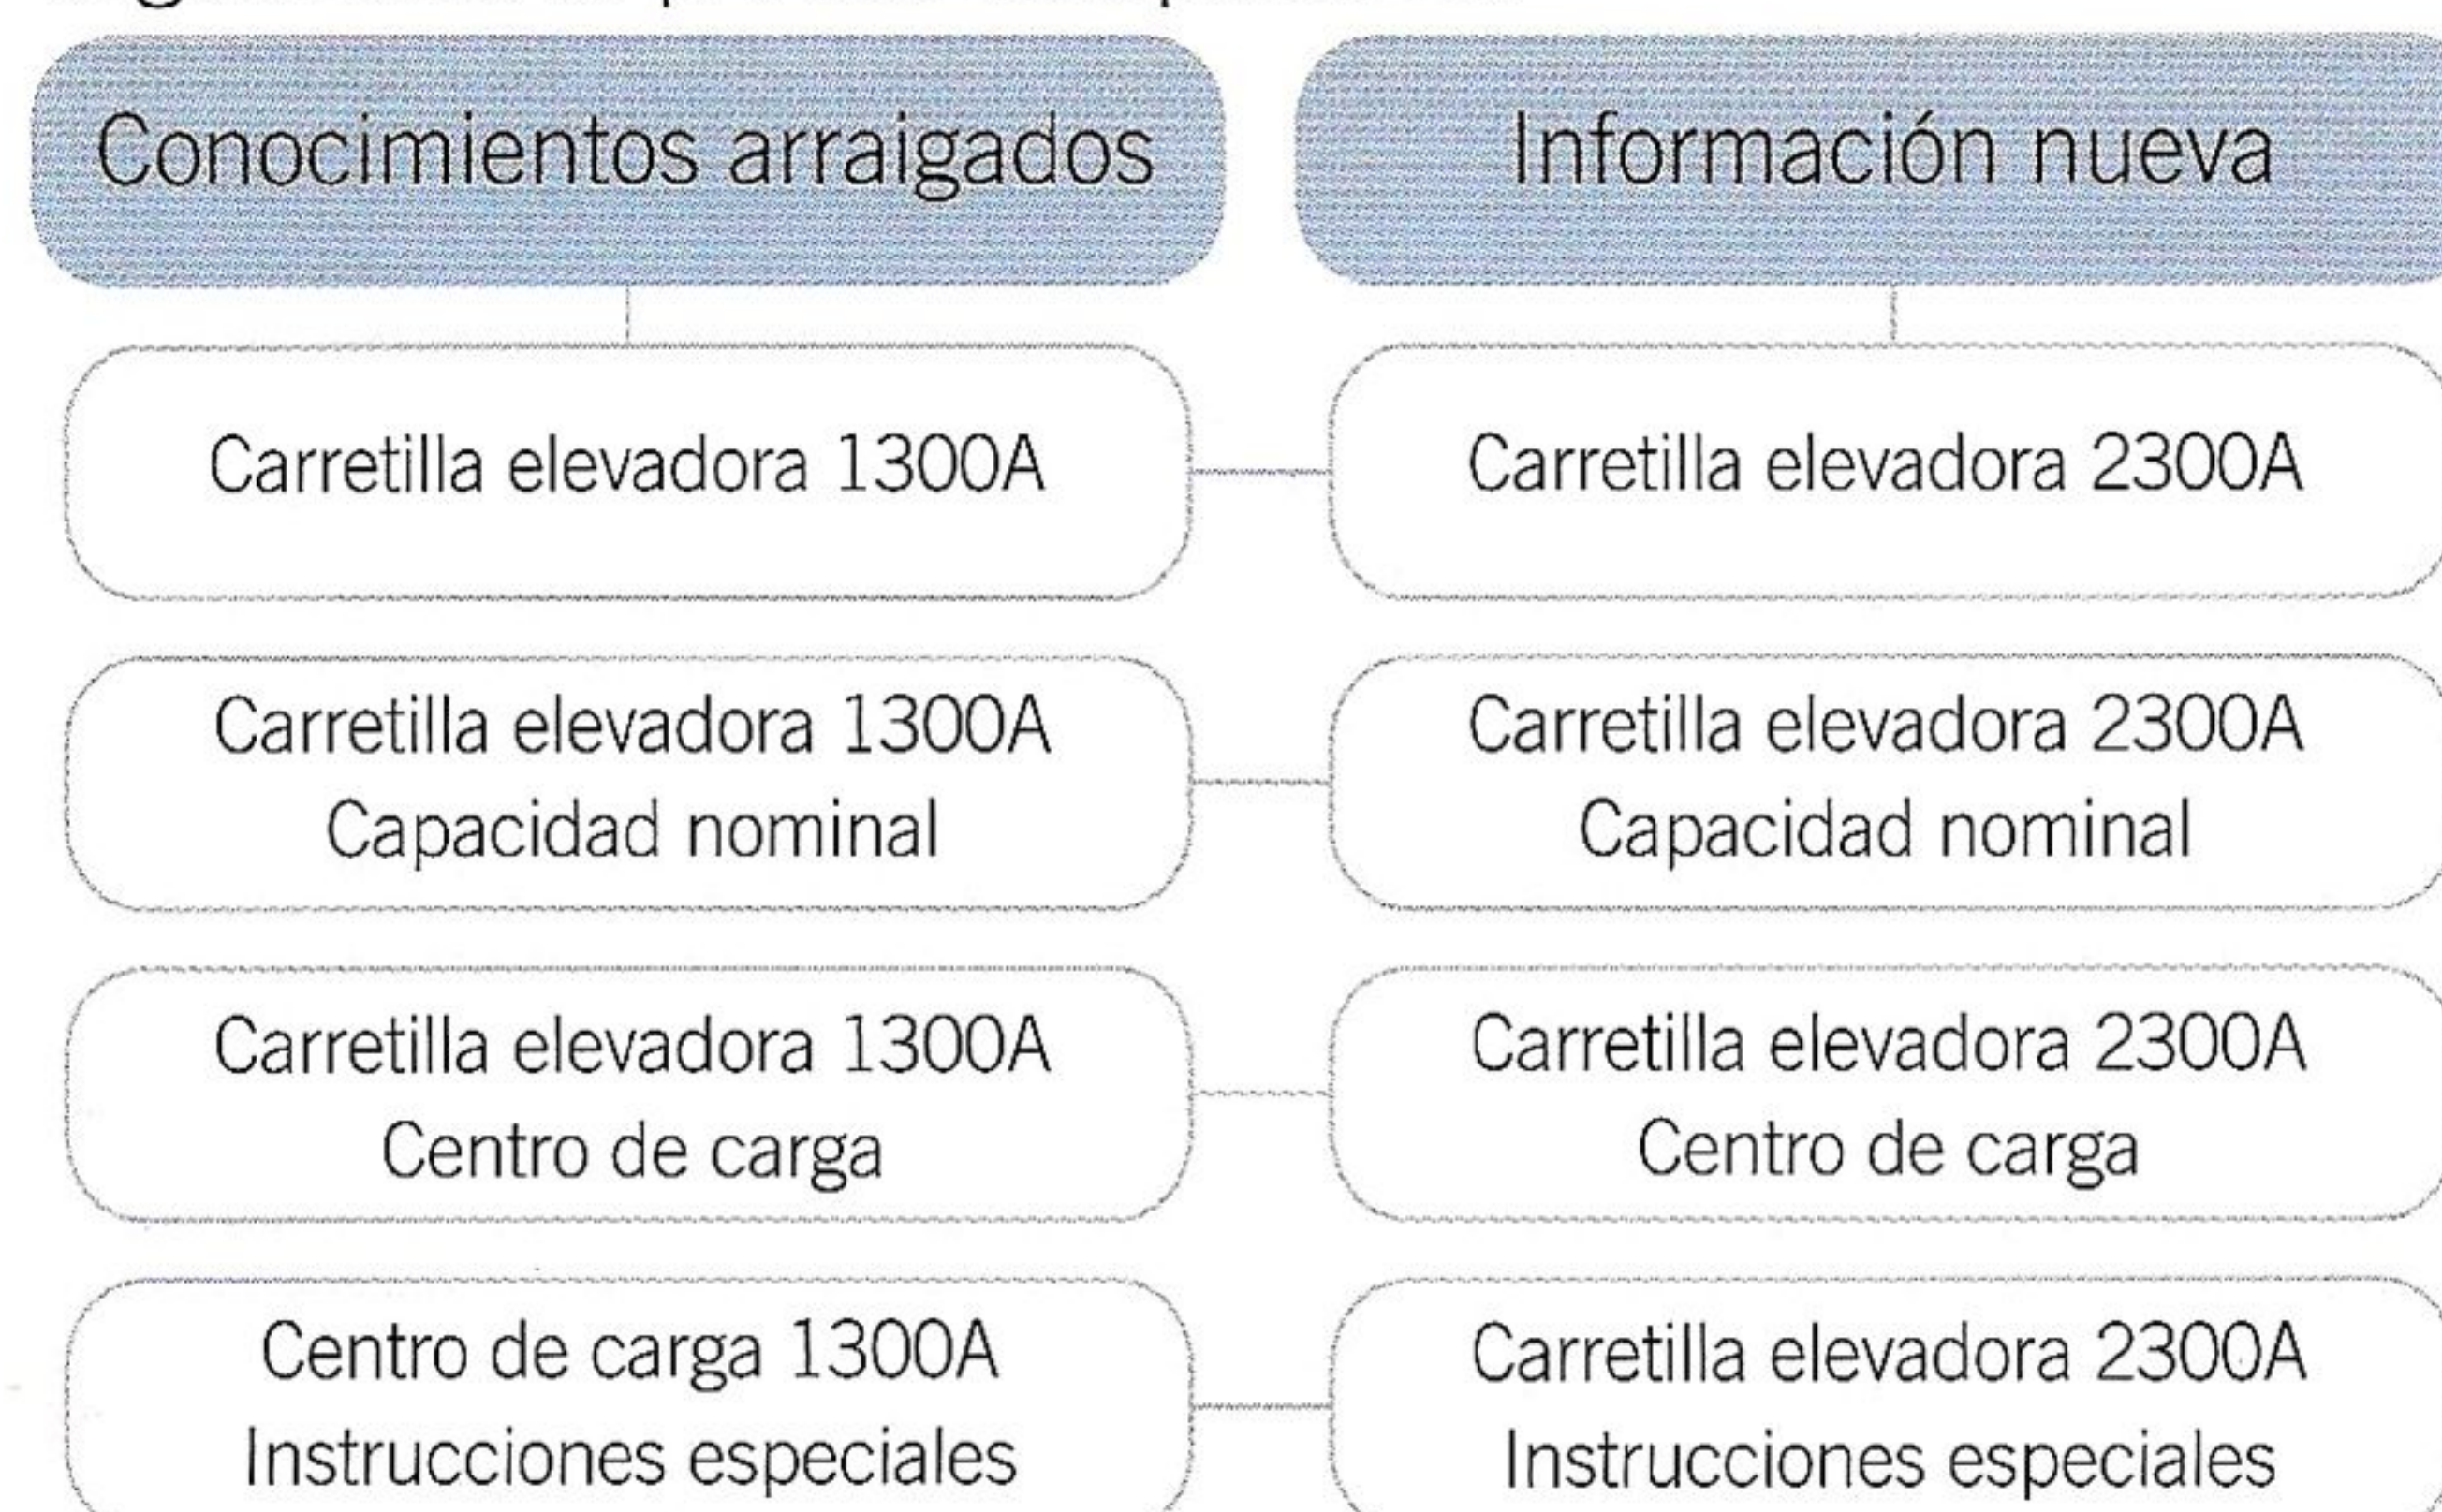 Conocimientos arraigados
Información nueva
Carretilla elevadora 1300A
Carretilla elevadora 2300A
Carretilla elevadora 1300A
Capacidad nominal
Carretilla elevadora 2300A
Capacidad nominal
Carretilla elevadora 1300A
Centro de carga
Carretilla elevadora 2300A
Centro de carga
Centro de carga 1300A
Instrucciones especiales
Carretilla elevadora 2300A
Instrucciones especiales